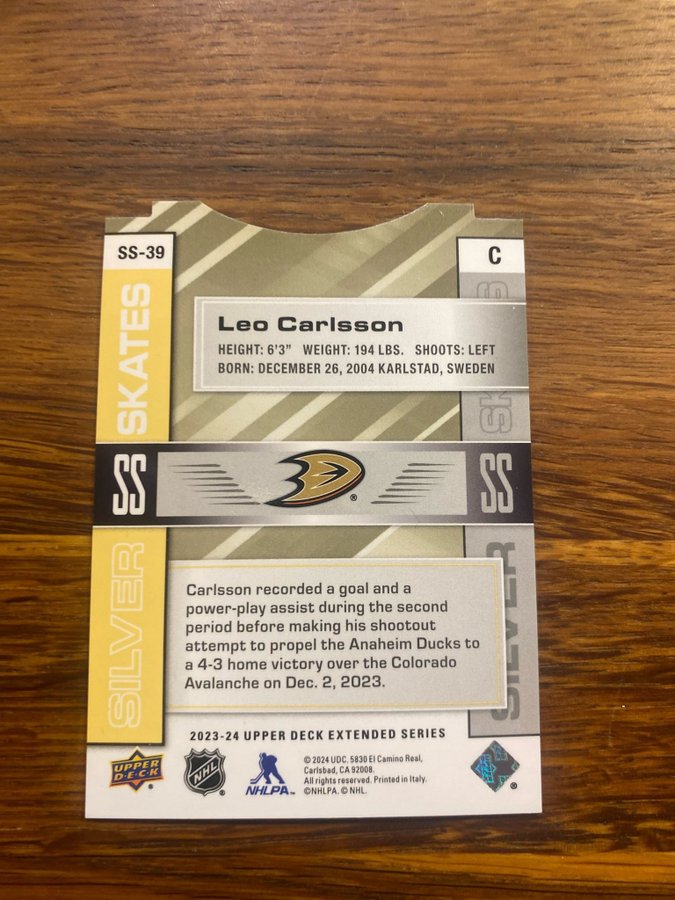 SS-39
C
SKATES
SKATES
Leo Carlsson
HEIGHT: 6'3" WEIGHT: 194 LBS. SHOOTS: LEFT
BORN: DECEMBER 26, 2004 KARLSTAD, SWEDEN
SS
SS
SILVER
SILVER
Carlsson recorded a goal and a
power-play assist during the second
period before making his shootout
attempt to propel the Anaheim Ducks to
a 4-3 home victory over the Colorado
Avalanche on Dec. 2, 2023.
2023-24 UPPER DECK EXTENDED SERIES
UPPER
DECK
NHL
NHLPA
© 2024 UDC. 5830 El Camino Real,
Carlsbad, CA 92008.
All rights reserved. Printed in Italy.
©NHLPA. © NHL.